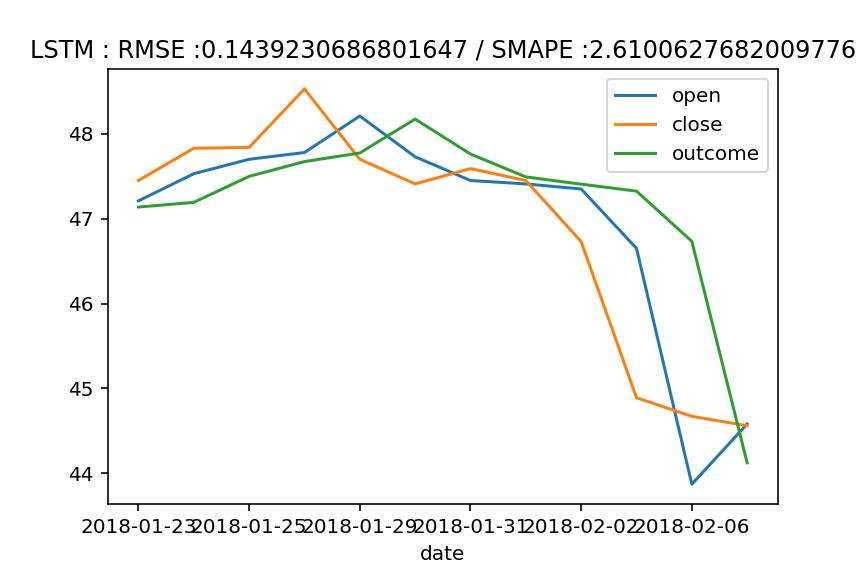 LSTM : RMSE :0.1439230686801647 / SMAPE :2.6100627682009776
open
close
outcome
48
47
46
45
44
2018-01-23 2018-01-25 2018-01-29 2018-01-31 2018-02-02 2018-02-06
date